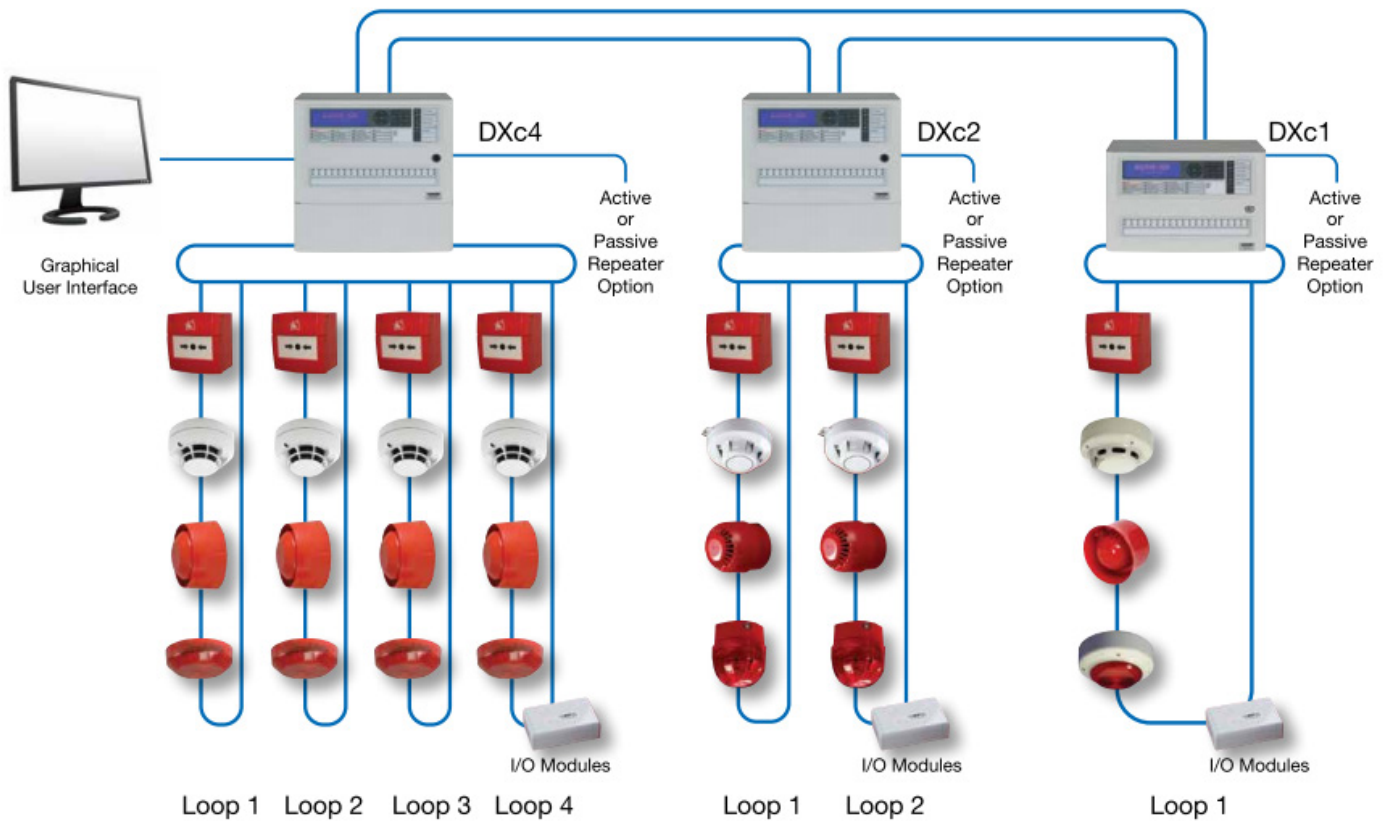 DXc4
DXc2
DXc1
Active
or
Passive
Repeater
Option
Active
or
Passive
Repeater
Option
Active
or
Passive
Repeater
Option
Graphical
User Interface
I/O Modules
I/O Modules
I/O Modules
Loop 1
Loop 2
Loop 3
Loop 4
Loop 1
Loop 2
Loop 1